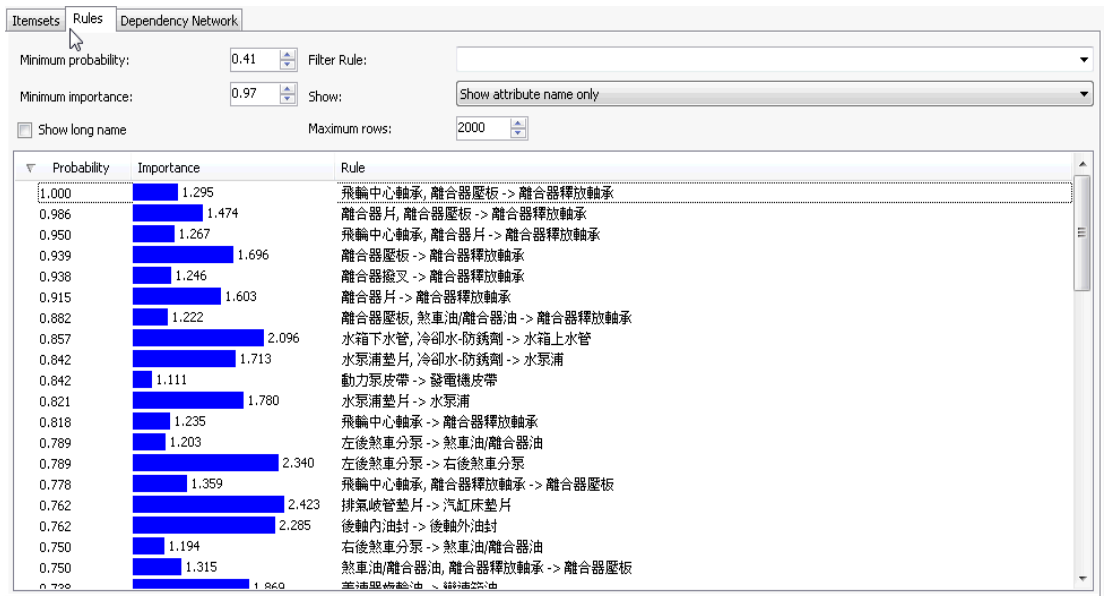 Itemsets Rules Dependency Network
Minimum probability: 0.41 Filter Rule:
Minimum importance: 0.97 Show: Show attribute name only
Show long name Maximum rows: 2000
Probability Importance Rule
1.000 1.295 飛輪中心軸承, 離合器壓板 -> 離合器釋放軸承
0.986 1.474 離合器片, 離合器壓板 -> 離合器釋放軸承
0.950 1.267 飛輪中心軸承, 離合器片 -> 離合器釋放軸承
0.939 1.696 離合器壓板 -> 離合器釋放軸承
0.938 1.246 離合器撥叉 -> 離合器釋放軸承
0.915 1.603 離合器片 -> 離合器釋放軸承
0.882 1.222 離合器壓板, 煞車油/離合器油 -> 離合器釋放軸承
0.857 2.096 水箱下水管, 冷卻水-防銹劑 -> 水箱上水管
0.842 1.713 水泵浦墊片, 冷卻水-防銹劑 -> 水泵浦
0.842 1.111 動力泵皮帶 -> 發電機皮帶
0.821 1.780 水泵浦墊片 -> 水泵浦
0.818 1.235 飛輪中心軸承 -> 離合器釋放軸承
0.789 1.203 左後煞車分泵 -> 煞車油/離合器油
0.789 2.340 左後煞車分泵 -> 右後煞車分泵
0.778 1.359 飛輪中心軸承, 離合器釋放軸承 -> 離合器壓板
0.762 2.423 排氣岐管墊片 -> 汽缸床墊片
0.762 2.285 後軸內油封 -> 後軸外油封
0.750 1.194 右後煞車分泵 -> 煞車油/離合器油
0.750 1.315 煞車油/離合器油, 離合器釋放軸承 -> 離合器壓板
0.738 1.869 差速器齒輪油 -> 變速箱油